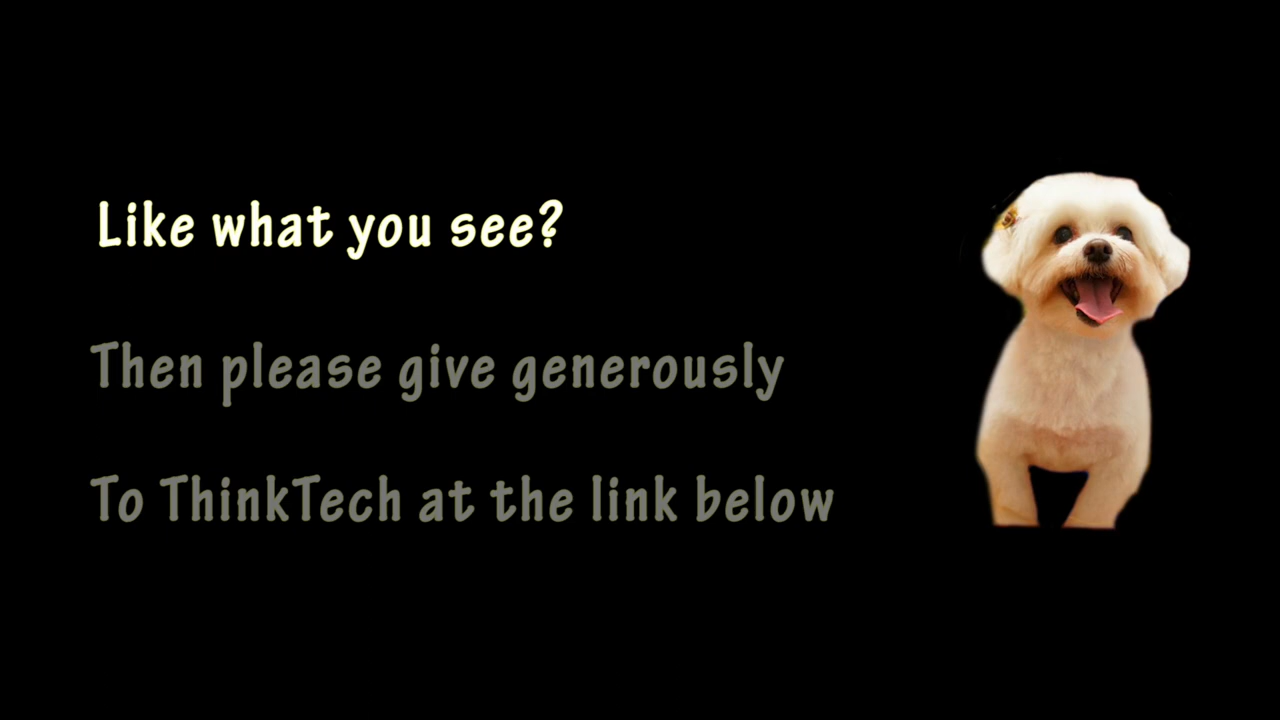 Like what you see?
Then please give generously
To ThinkTech at the link below